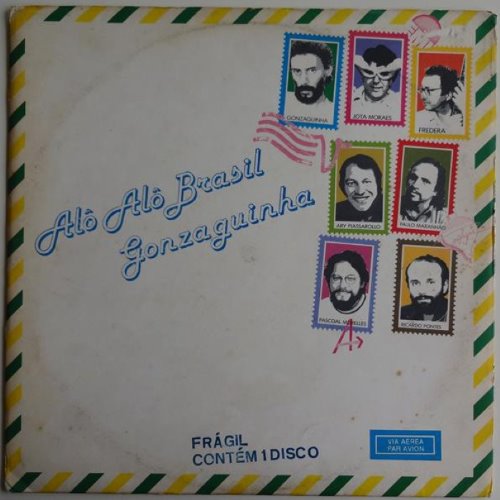 GONZAGUINHA
JOTA MORAES
FREDERA
Alô Alô Brasil
Gonzaguinha
ARY PIASSAROLLO
PAULO MARANHÃO
PASCOAL MEIRELLES
RICARDO PONTES
FRÁGIL
CONTÉM 1 DISCO
VIA AÉREA
PAR AVION